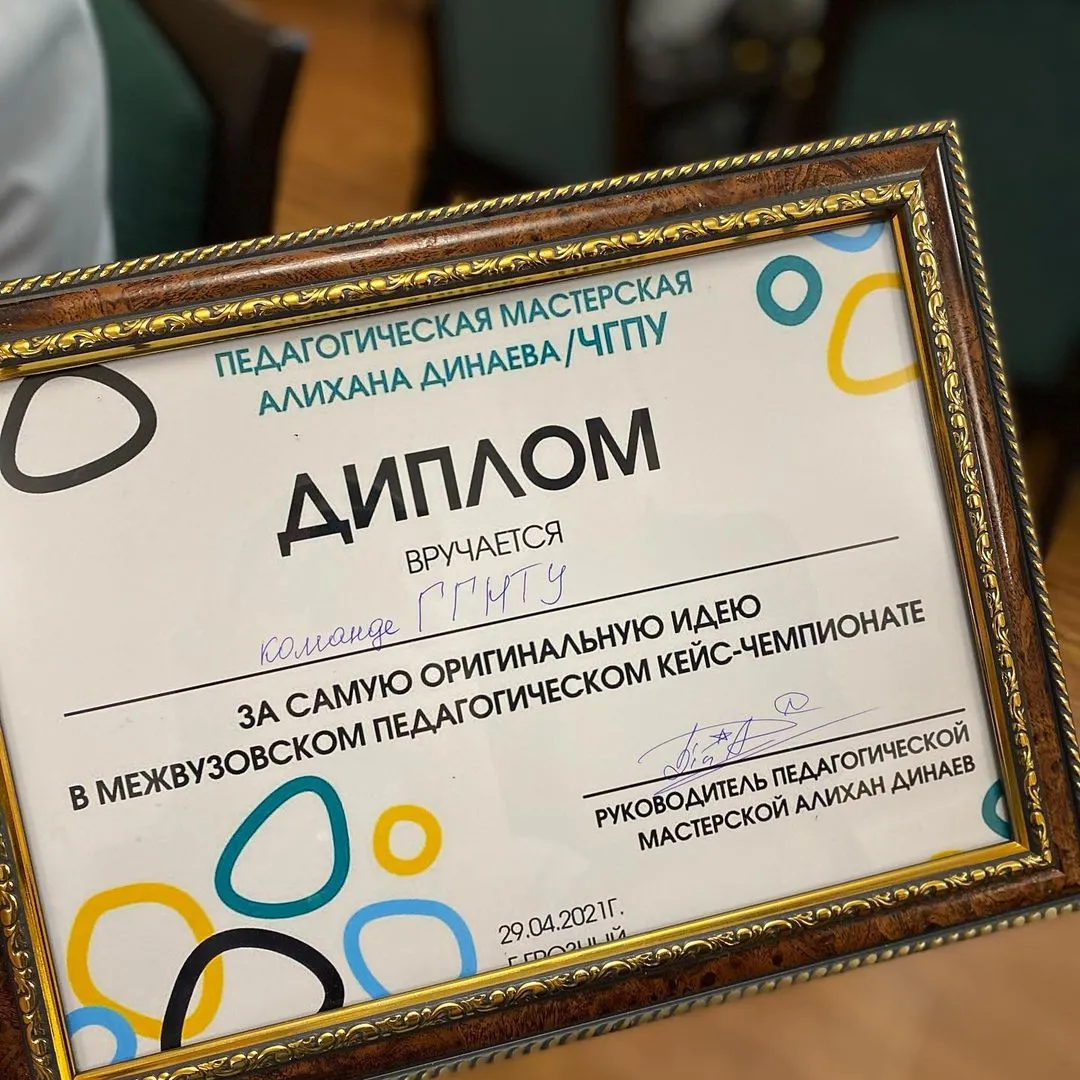 ПЕДАГОГИЧЕСКАЯ МАСТЕРСКАЯ
АЛИХАНА ДИНАЕВА/ЧГПУ
ДИПЛОМ
ВРУЧАЕТСЯ
команде ГГНТУ
ЗА САМУЮ ОРИГИНАЛЬНУЮ ИДЕЮ
В МЕЖВУЗОВСКОМ ПЕДАГОГИЧЕСКОМ КЕЙС-ЧЕМПИОНАТЕ
РУКОВОДИТЕЛЬ ПЕДАГОГИЧЕСКОЙ
МАСТЕРСКОЙ АЛИХАН ДИНАЕВ
29.04.2021Г.
Г.ГРОЗНЫЙ